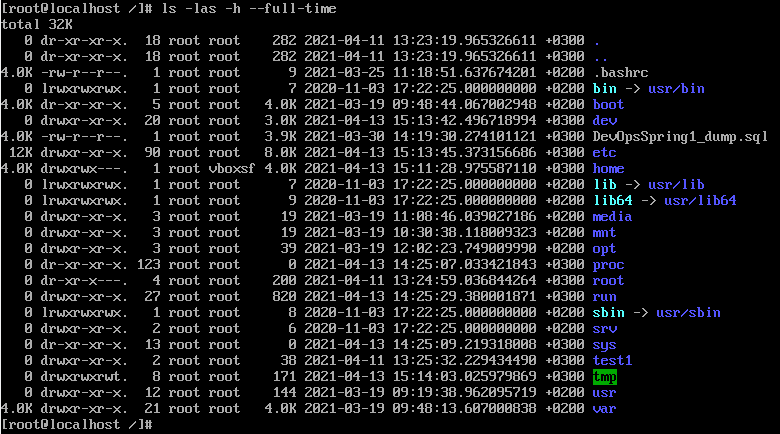 [root@localhost /]# ls -las -h --full-time
total 32K
   0 dr-xr-xr-x.  18 root root    282 2021-04-11 13:23:19.965326611 +0300 .
   0 dr-xr-xr-x.  18 root root    282 2021-04-11 13:23:19.965326611 +0300 ..
4.0K -rw-r--r---.   1 root root      9 2021-03-25 11:18:51.637674201 +0200 .bashrc
   0 lrwxrwxrwx.   1 root root      7 2020-11-03 17:22:25.000000000 +0200 bin -> usr/bin
4.0K dr-xr-xr-x.   5 root root   4.0K 2021-03-19 09:48:44.067002948 +0200 boot
   0 drwxr-xr-x.  20 root root   3.0K 2021-04-13 15:13:42.496718994 +0300 dev
4.0K -rw-r--r---.   1 root root   3.9K 2021-03-30 14:19:30.274101121 +0300 DevOpsSpring1_dump.sql
 12K drwxr-xr-x.  90 root root   8.0K 2021-04-13 15:13:45.373156686 +0300 etc
4.0K drwxrwx---.   1 root vboxsf 4.0K 2021-04-13 15:11:28.975587110 +0300 home
   0 lrwxrwxrwx.   1 root root      7 2020-11-03 17:22:25.000000000 +0200 lib -> usr/lib
   0 lrwxrwxrwx.   1 root root      9 2020-11-03 17:22:25.000000000 +0200 lib64 -> usr/lib64
   0 drwxr-xr-x.   3 root root     19 2021-03-19 11:08:46.039027186 +0200 media
   0 drwxr-xr-x.   3 root root     19 2021-03-19 10:30:38.118009323 +0200 mnt
   0 drwxr-xr-x.   3 root root     39 2021-03-19 12:02:23.749009990 +0200 opt
   0 dr-xr-xr-x. 123 root root      0 2021-04-13 14:25:07.033421843 +0300 proc
   0 dr-xr-x---.   4 root root    200 2021-04-11 13:24:59.036844264 +0300 root
   0 drwxr-xr-x.  27 root root    820 2021-04-13 14:25:29.380001871 +0300 run
   0 lrwxrwxrwx.   1 root root      8 2020-11-03 17:22:25.000000000 +0200 sbin -> usr/sbin
   0 drwxr-xr-x.   2 root root      6 2020-11-03 17:22:25.000000000 +0200 srv
   0 dr-xr-xr-x.  13 root root      0 2021-04-13 14:25:09.219318008 +0300 sys
   0 drwxr-xr-x.   2 root root     38 2021-04-11 13:25:32.229434490 +0300 test1
   0 drwxrwxrwt.   8 root root    171 2021-04-13 15:14:03.025979869 +0300 tmp
   0 drwxr-xr-x.  12 root root    144 2021-03-19 09:19:38.962095719 +0200 usr
4.0K drwxr-xr-x.  21 root root   4.0K 2021-03-19 09:48:13.607000838 +0200 var
[root@localhost /]#